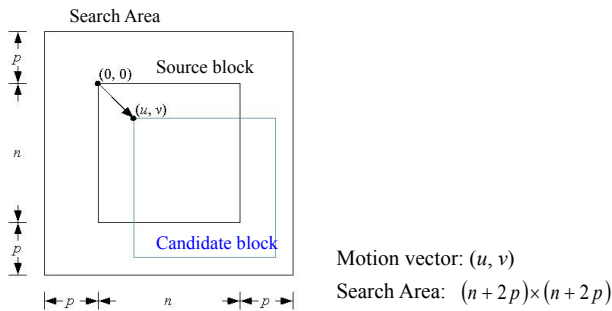 Search Area
p
(0, 0)
Source block
(u, v)
n
p
Candidate block
p
n
p
Motion vector: (u, v)
Search Area: (n + 2p)×(n + 2p)